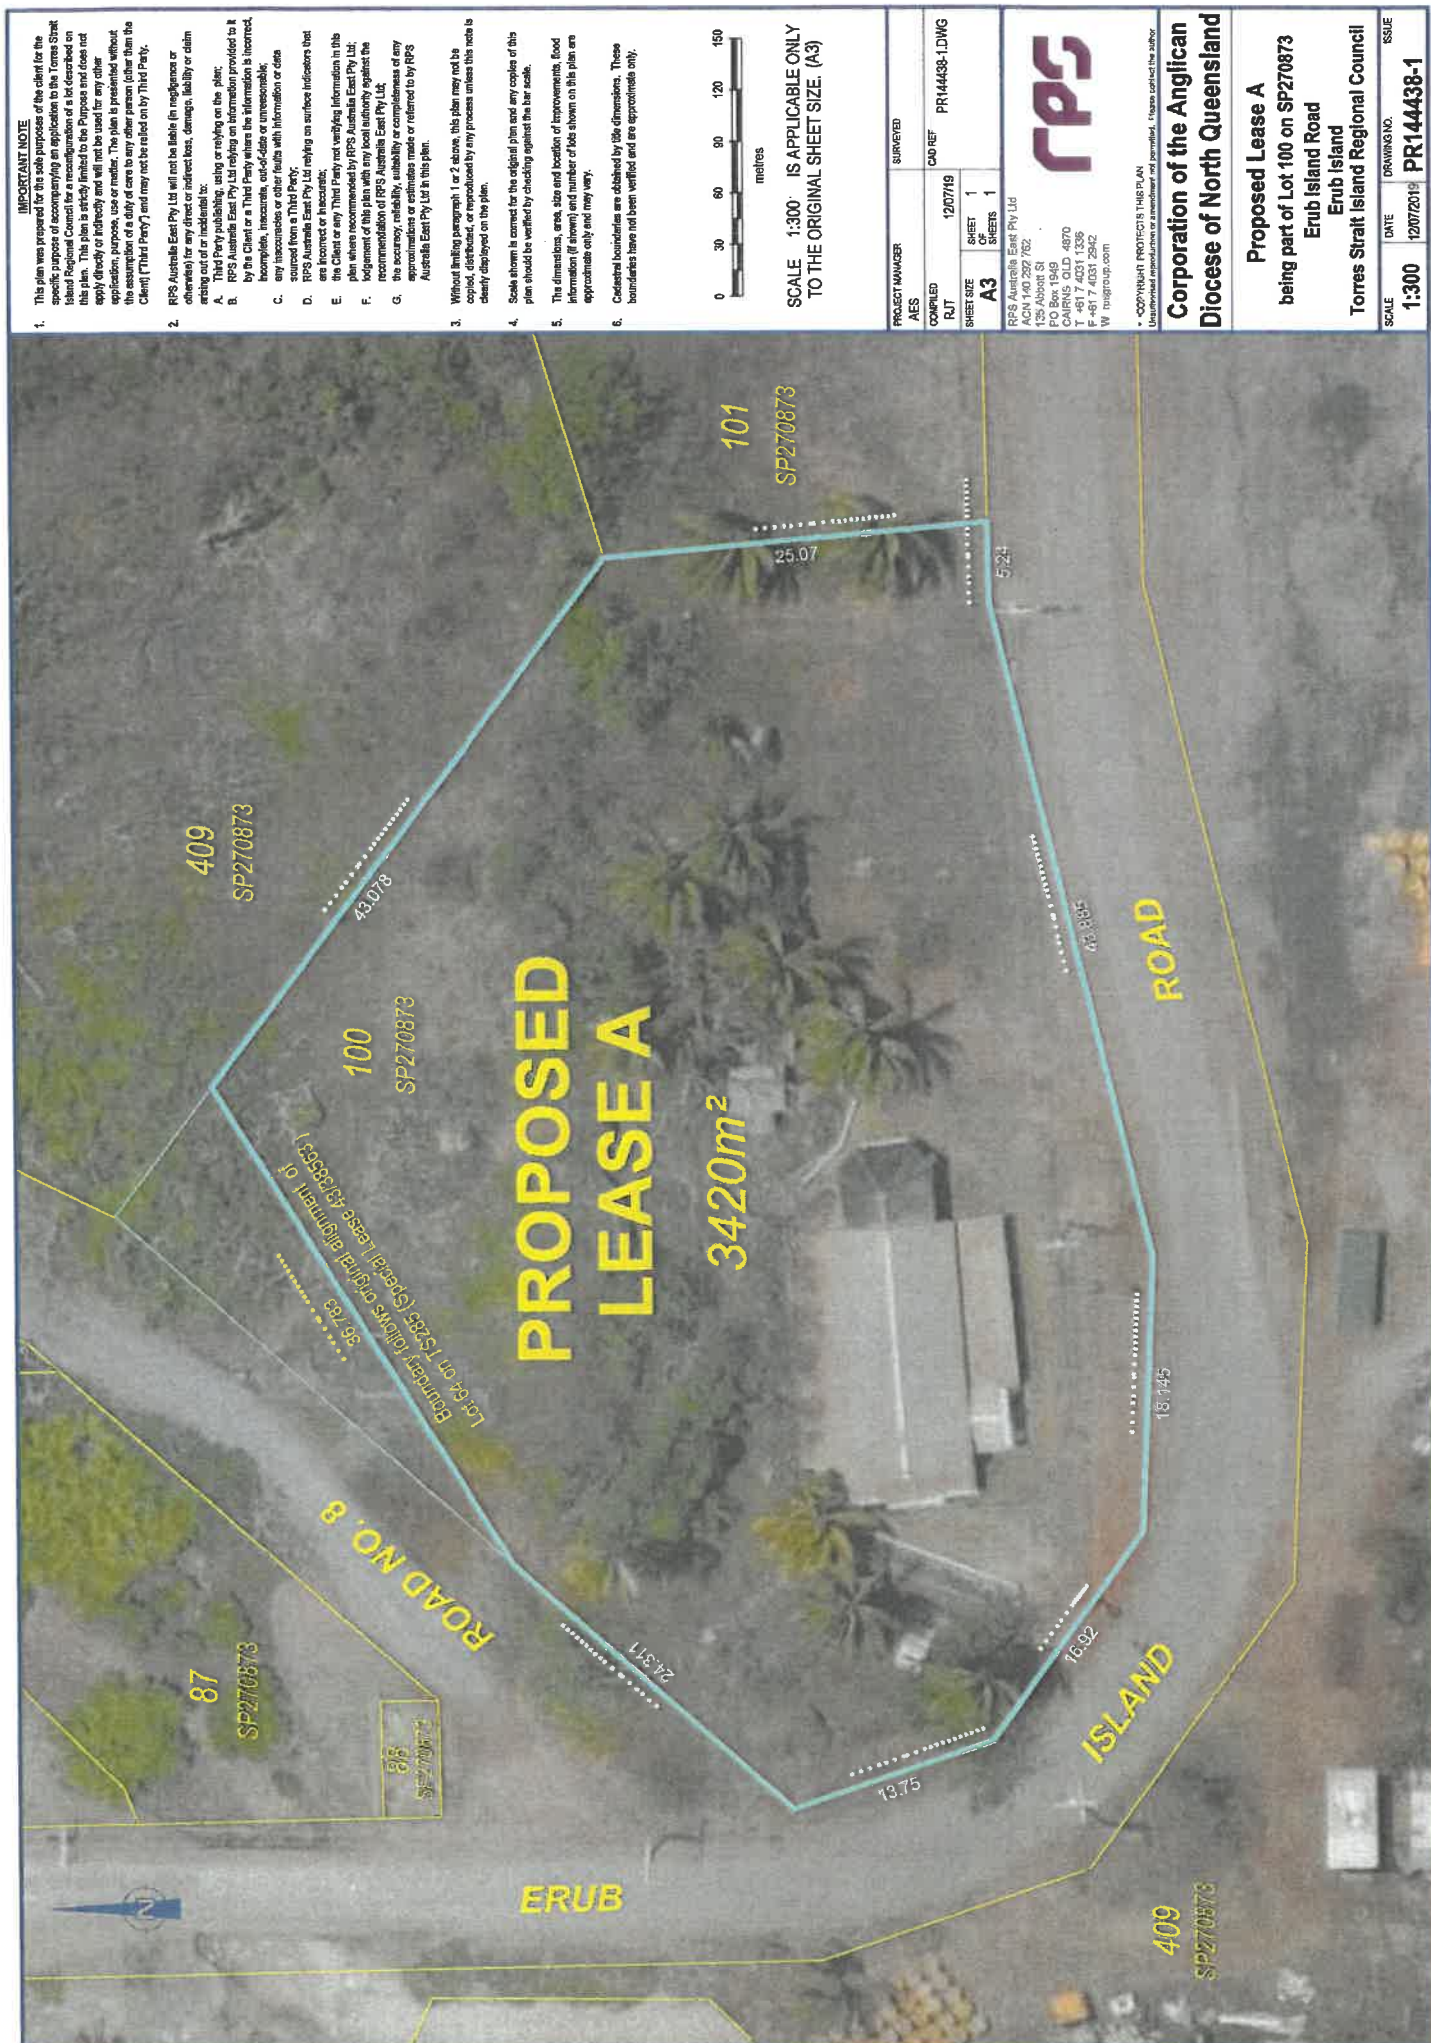 IMPORTANT NOTE
1. This plan was prepared for the sole purposes of the client for the
specific purpose of accompanying an application to the Torres Strait
Island Regional Council for a reconfiguration of a lot described on
this plan. This plan is strictly limited to the Purpose and does not
apply directly or indirectly and will not be used for any other
application, purpose, use or matter. The plan is presented without
the assumption of a duty of care to any other person (other than the
Client) ("Third Party") and may not be relied on by Third Party.
2. RPS Australia East Pty Ltd will not be liable (in negligence or
otherwise) for any direct or indirect loss, damage, liability or claim
arising out of or incidental to:
A. Third Party publishing, using or relying on the plan;
B. RPS Australia East Pty Ltd relying on information provided to it
by the Client or a Third Party where the information is incorrect,
incomplete, inaccurate, out-of-date or unreasonable;
C. any inaccuracies or other faults with information or data
sourced from a Third Party;
D. RPS Australia East Pty Ltd relying on surface indicators that
are incorrect or inaccurate;
E. the Client or any Third Party not verifying information in this
plan where recommended by RPS Australia East Pty Ltd;
F. lodgement of this plan with any local authority against the
recommendation of RPS Australia East Pty Ltd;
G. the accuracy, reliability, suitability or completeness of any
approximations or estimates made or referred to by RPS
Australia East Pty Ltd in this plan.
3. Without limiting paragraph 1 or 2 above, this plan may not be
copied, distributed, or reproduced by any process unless this note is
clearly displayed on the plan.
4. Scale shown is correct for the original plan and any copies of this
plan should be verified by checking against the bar scale.
5. The dimensions, area, size and location of improvements, flood
information (if shown) and number of lots shown on this plan are
approximate only and may vary.
6. Cadastral boundaries are obtained by title dimensions. These
boundaries have not been verified and are approximate only.
0 30 60 90 120 150
metres
SCALE 1:300 IS APPLICABLE ONLY
TO THE ORIGINAL SHEET SIZE. (A3)
PROJECT MANAGER
AES
SURVEYED
COMPILED
RJT
12/07/19
CAD REF
PR144438-1.DWG
SHEET SIZE
A3
SHEET 1
OF
SHEETS 1
RPS Australia East Pty Ltd
ACN 140 292 762
135 Abbott St
PO Box 1949
CAIRNS QLD 4870
T +61 7 4031 1336
F +61 7 4031 2942
W rpsgroup.com
rps
COPYRIGHT PROTECTS THIS PLAN
Unauthorised reproduction or amendment not permitted. Please contact the author
Corporation of the Anglican
Diocese of North Queensland
Proposed Lease A
being part of Lot 100 on SP270873
Erub Island Road
Erub Island
Torres Strait Island Regional Council
SCALE
1:300
DATE
12/07/2019
DRAWING NO.
PR144438-1
ISSUE
409
SP270873
87
SP270873
SP270873
ROAD NO. 8
100
SP270873
43.078
36.783
Boundary follows original alignment of
Lot 64 on TS285 (Special Lease 43/38563)
PROPOSED
LEASE A
3420m²
101
SP270873
25.07
5.24
24.311
13.75
16.92
18.145
ERUB
ISLAND
ROAD
409
SP270873
N